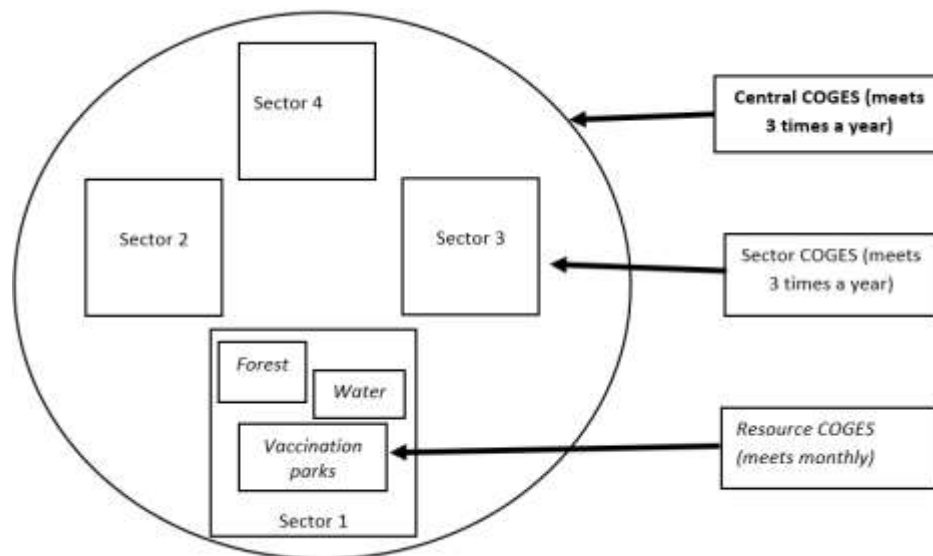 Sector 4
Central COGES (meets
3 times a year)
Sector 2
Sector 3
Sector COGES (meets
3 times a year)
Forest
Water
Vaccination
parks
Sector 1
Resource COGES
(meets monthly)